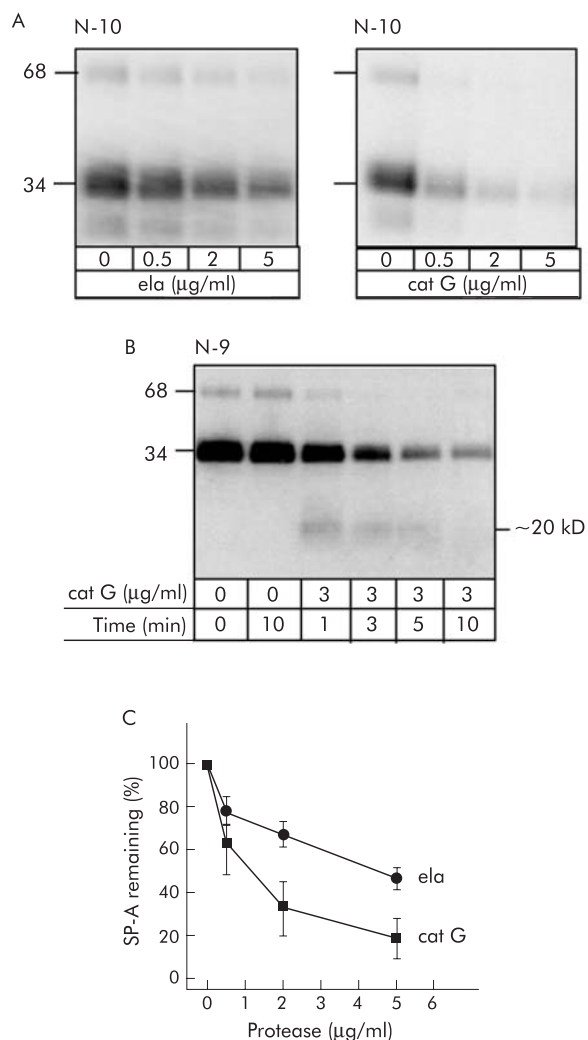 A
N-10
N-10
68
34
0 0.5 2 5
ela (μg/ml)
0 0.5 2 5
cat G (μg/ml)
B
N-9
68
34
~20 kD
cat G (μg/ml) 0 0 3 3 3 3
Time (min) 0 10 1 3 5 10
C
SP-A remaining (%)
100
80
60
40
20
0
ela
cat G
0 1 2 3 4 5 6
Protease (μg/ml)